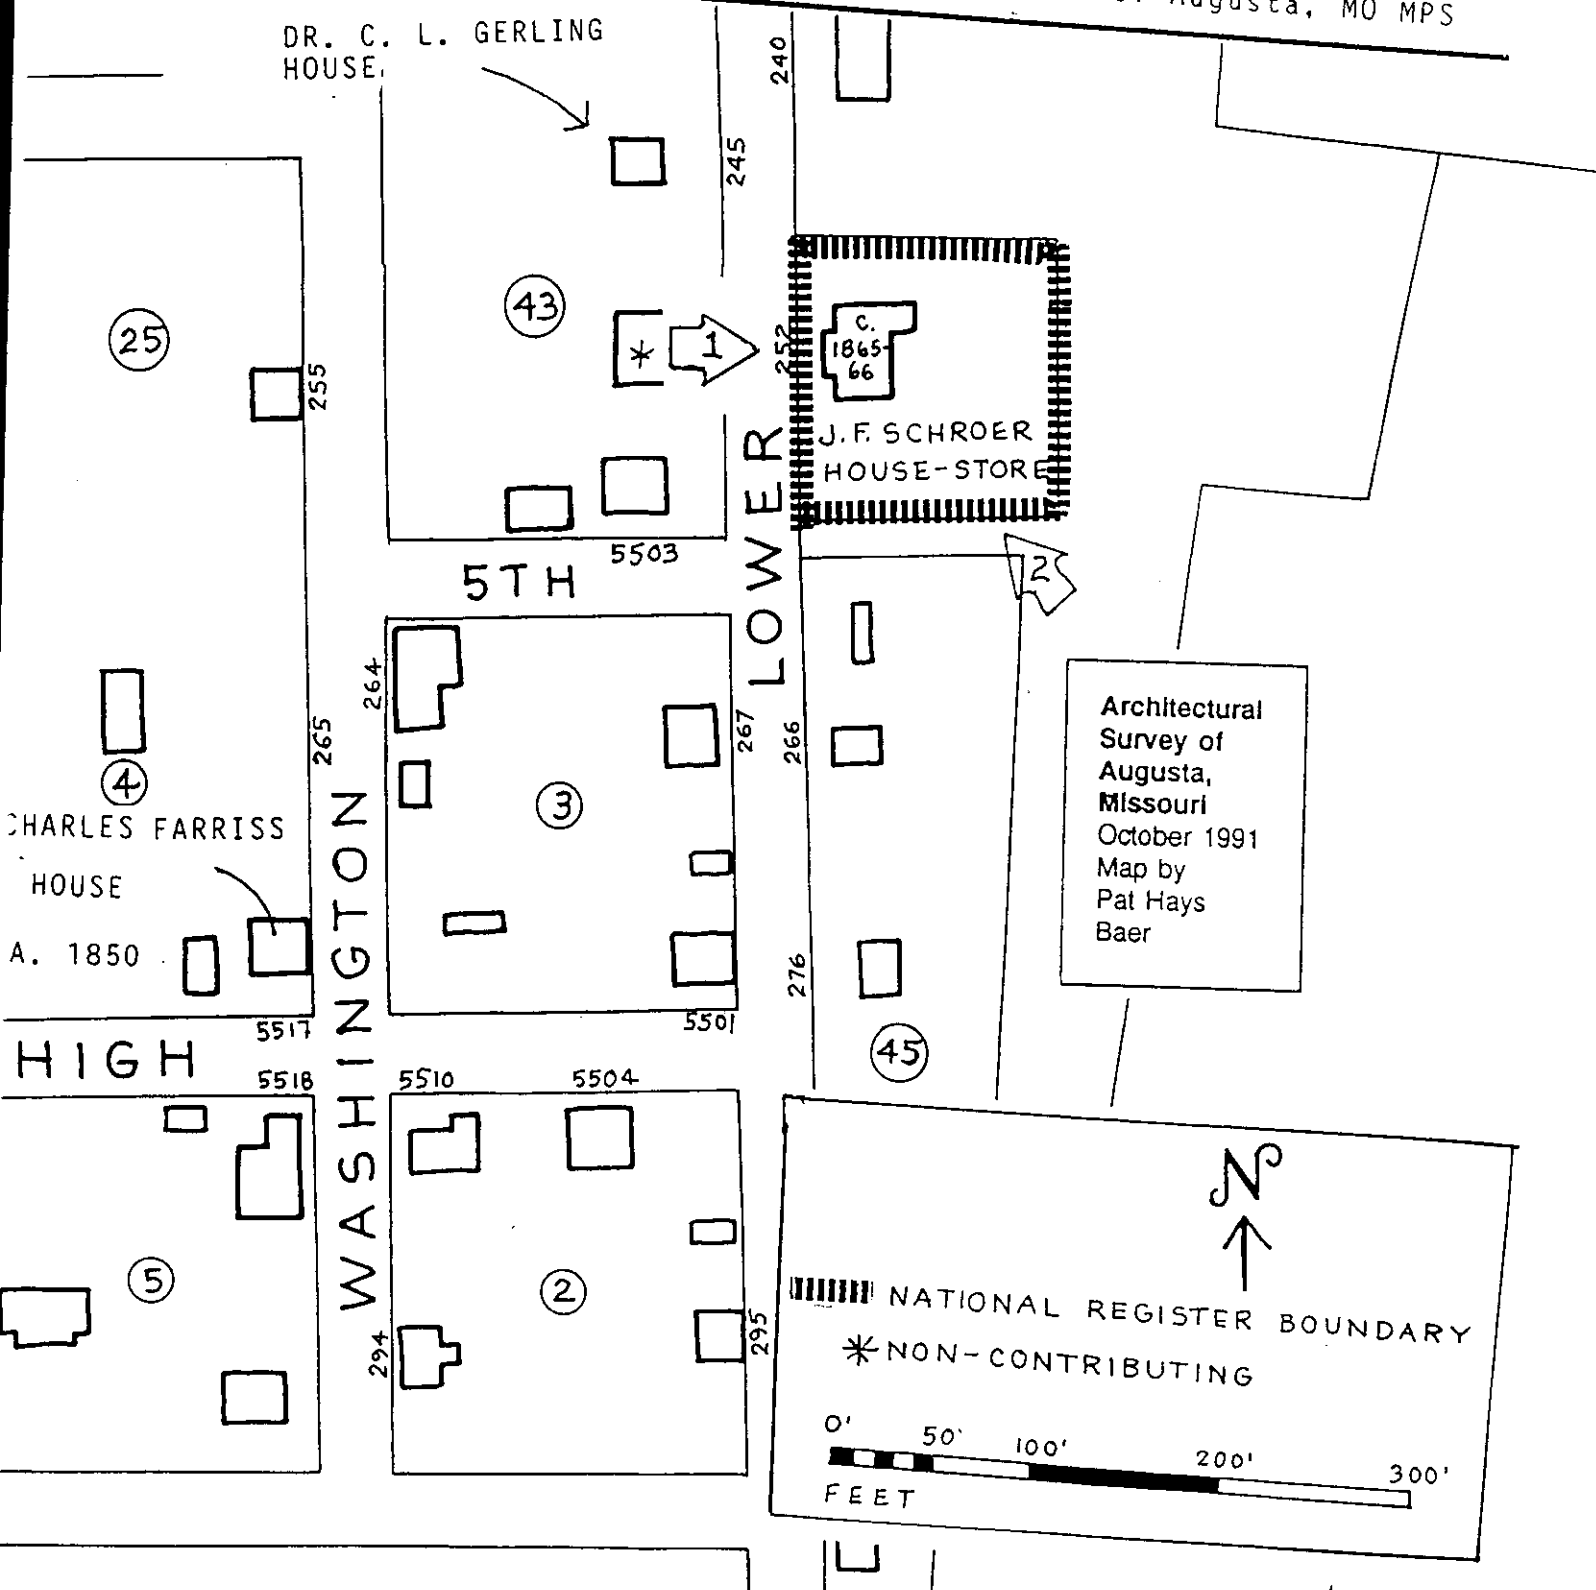 Augusta, MO MPS
DR. C. L. GERLING
HOUSE
240
245
43
25
255
*
1
252
C.
1865-
66
J.F. SCHROER
HOUSE-STORE
LOWER
5503
5TH
2
264
265
267
266
4
3
CHARLES FARRISS
HOUSE
A. 1850
WASHINGTON
276
Architectural
Survey of
Augusta,
Missouri
October 1991
Map by
Pat Hays
Baer
5517
5501
HIGH
45
5518
5510
5504
5
2
294
295
N
NATIONAL REGISTER BOUNDARY
* NON-CONTRIBUTING
0' 50' 100' 200' 300'
FEET